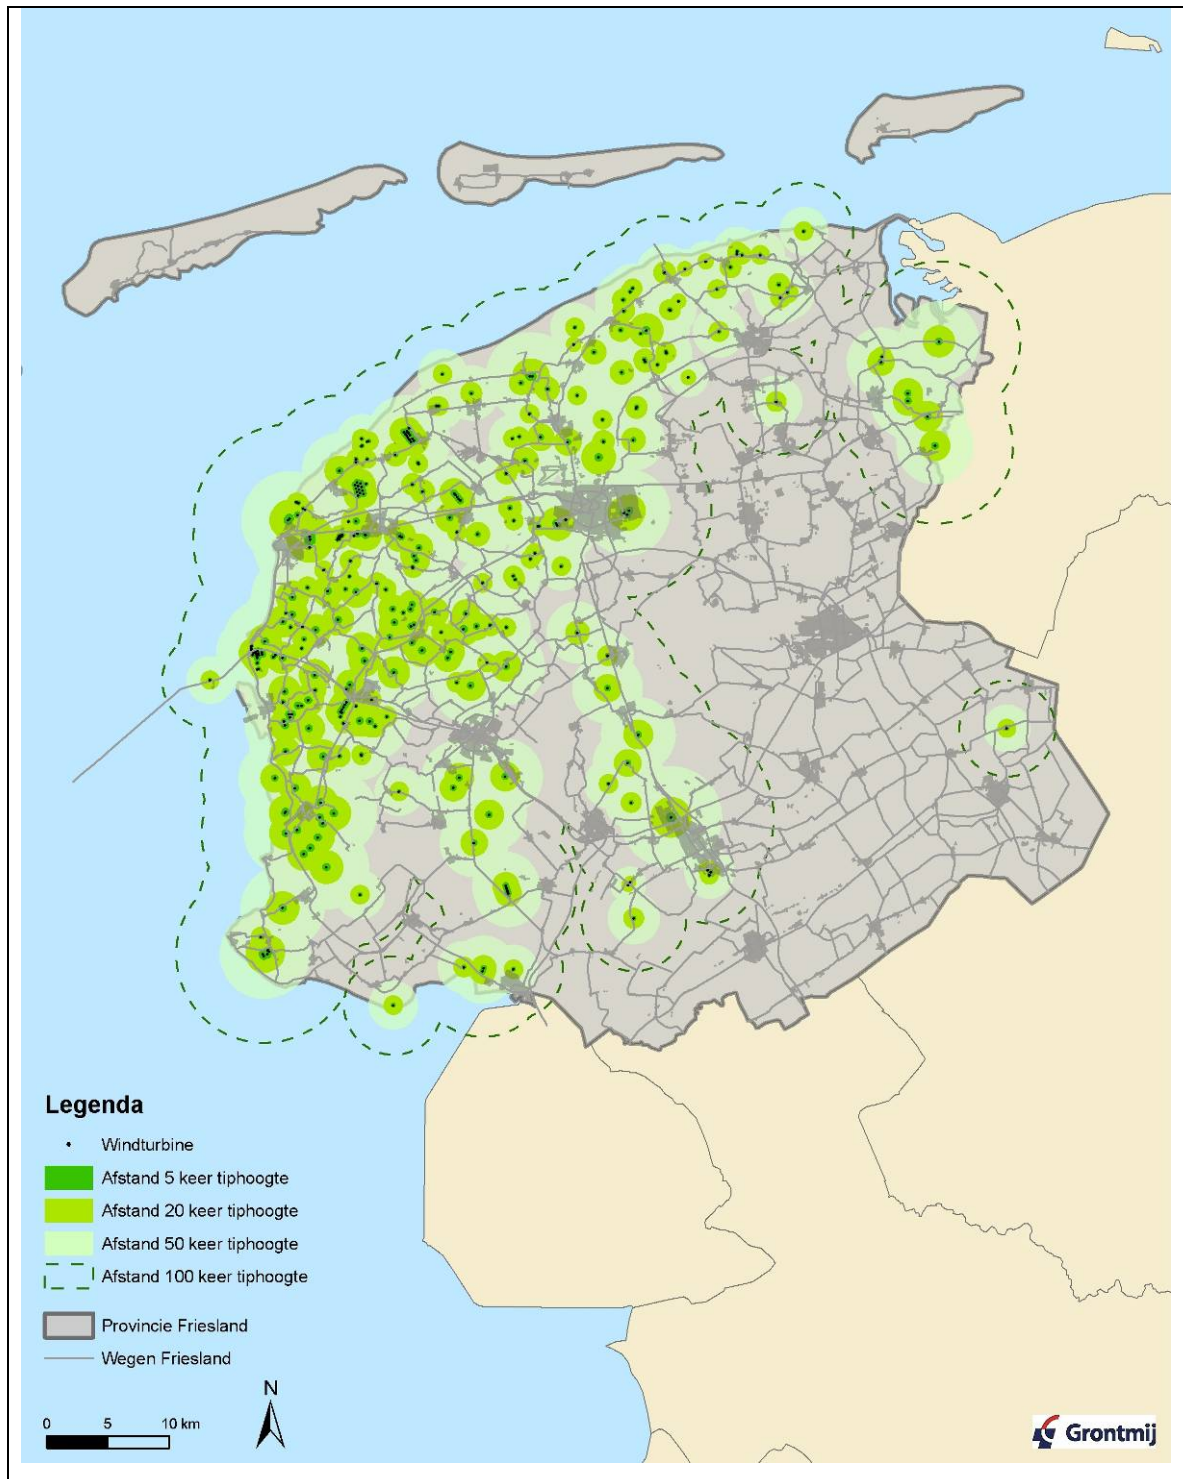 Legenda
Windturbine
Afstand 5 keer tiphoogte
Afstand 20 keer tiphoogte
Afstand 50 keer tiphoogte
Afstand 100 keer tiphoogte
Provincie Friesland
Wegen Friesland
N
0 5 10 km
Grontmij